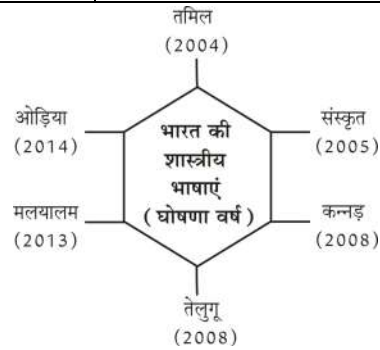 तमिल
(2004)
ओड़िया
(2014)
भारत की
शास्त्रीय
भाषाएं
(घोषणा वर्ष)
संस्कृत
(2005)
मलयालम
(2013)
कन्नड़
(2008)
तेलुगू
(2008)